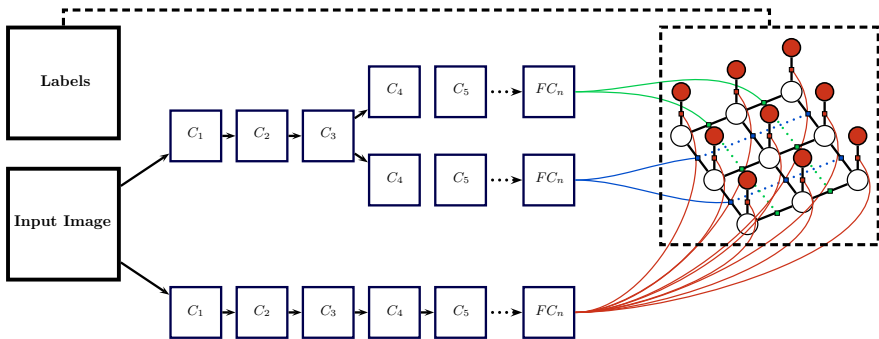 Labels
Input Image
C₄ C₅ FCₙ
C₁ C₂ C₃
C₄ C₅ FCₙ
C₁ C₂ C₃ C₄ C₅ FCₙ